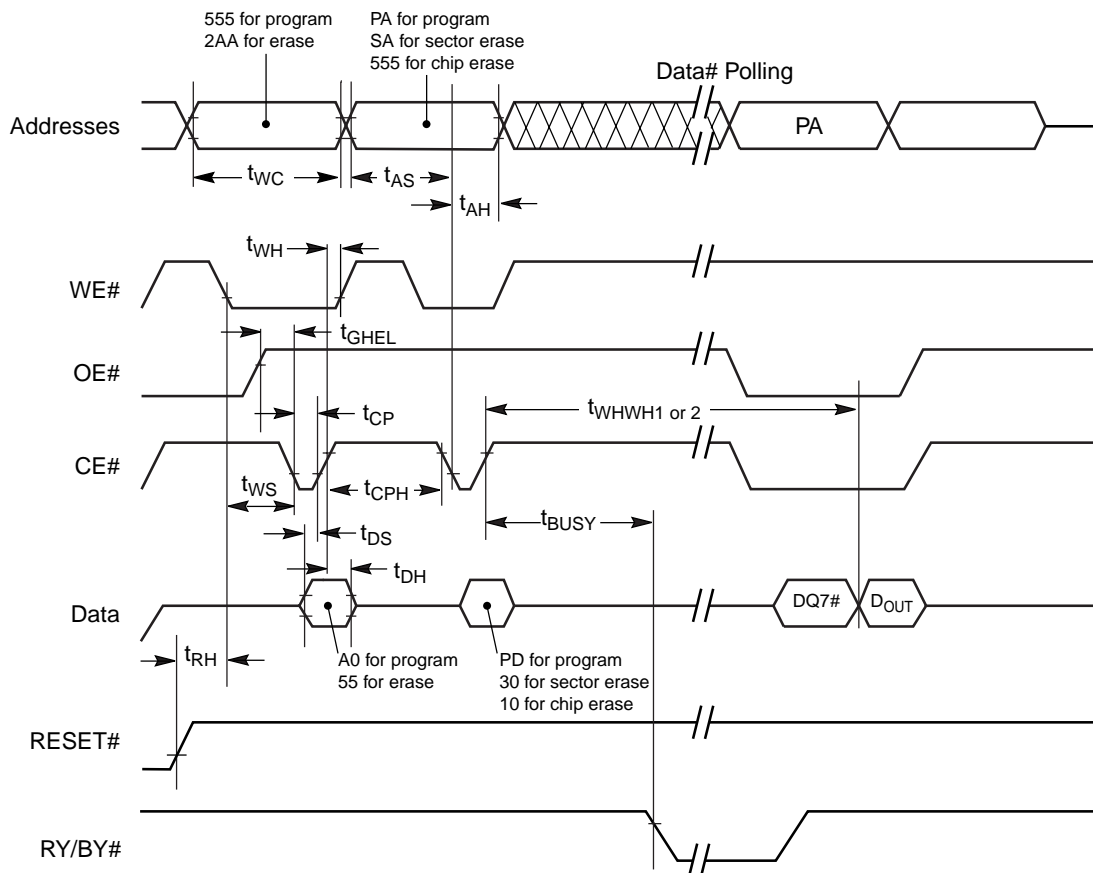 555 for program
2AA for erase
PA for program
SA for sector erase
555 for chip erase
Data# Polling
Addresses
PA
tWC
tAS
tAH
tWH
WE#
tGHEL
OE#
tWHWH1 or 2
tCP
CE#
tWS
tCPH
tBUSY
tDS
tDH
Data
DQ7#
DOUT
tRH
A0 for program
55 for erase
PD for program
30 for sector erase
10 for chip erase
RESET#
RY/BY#